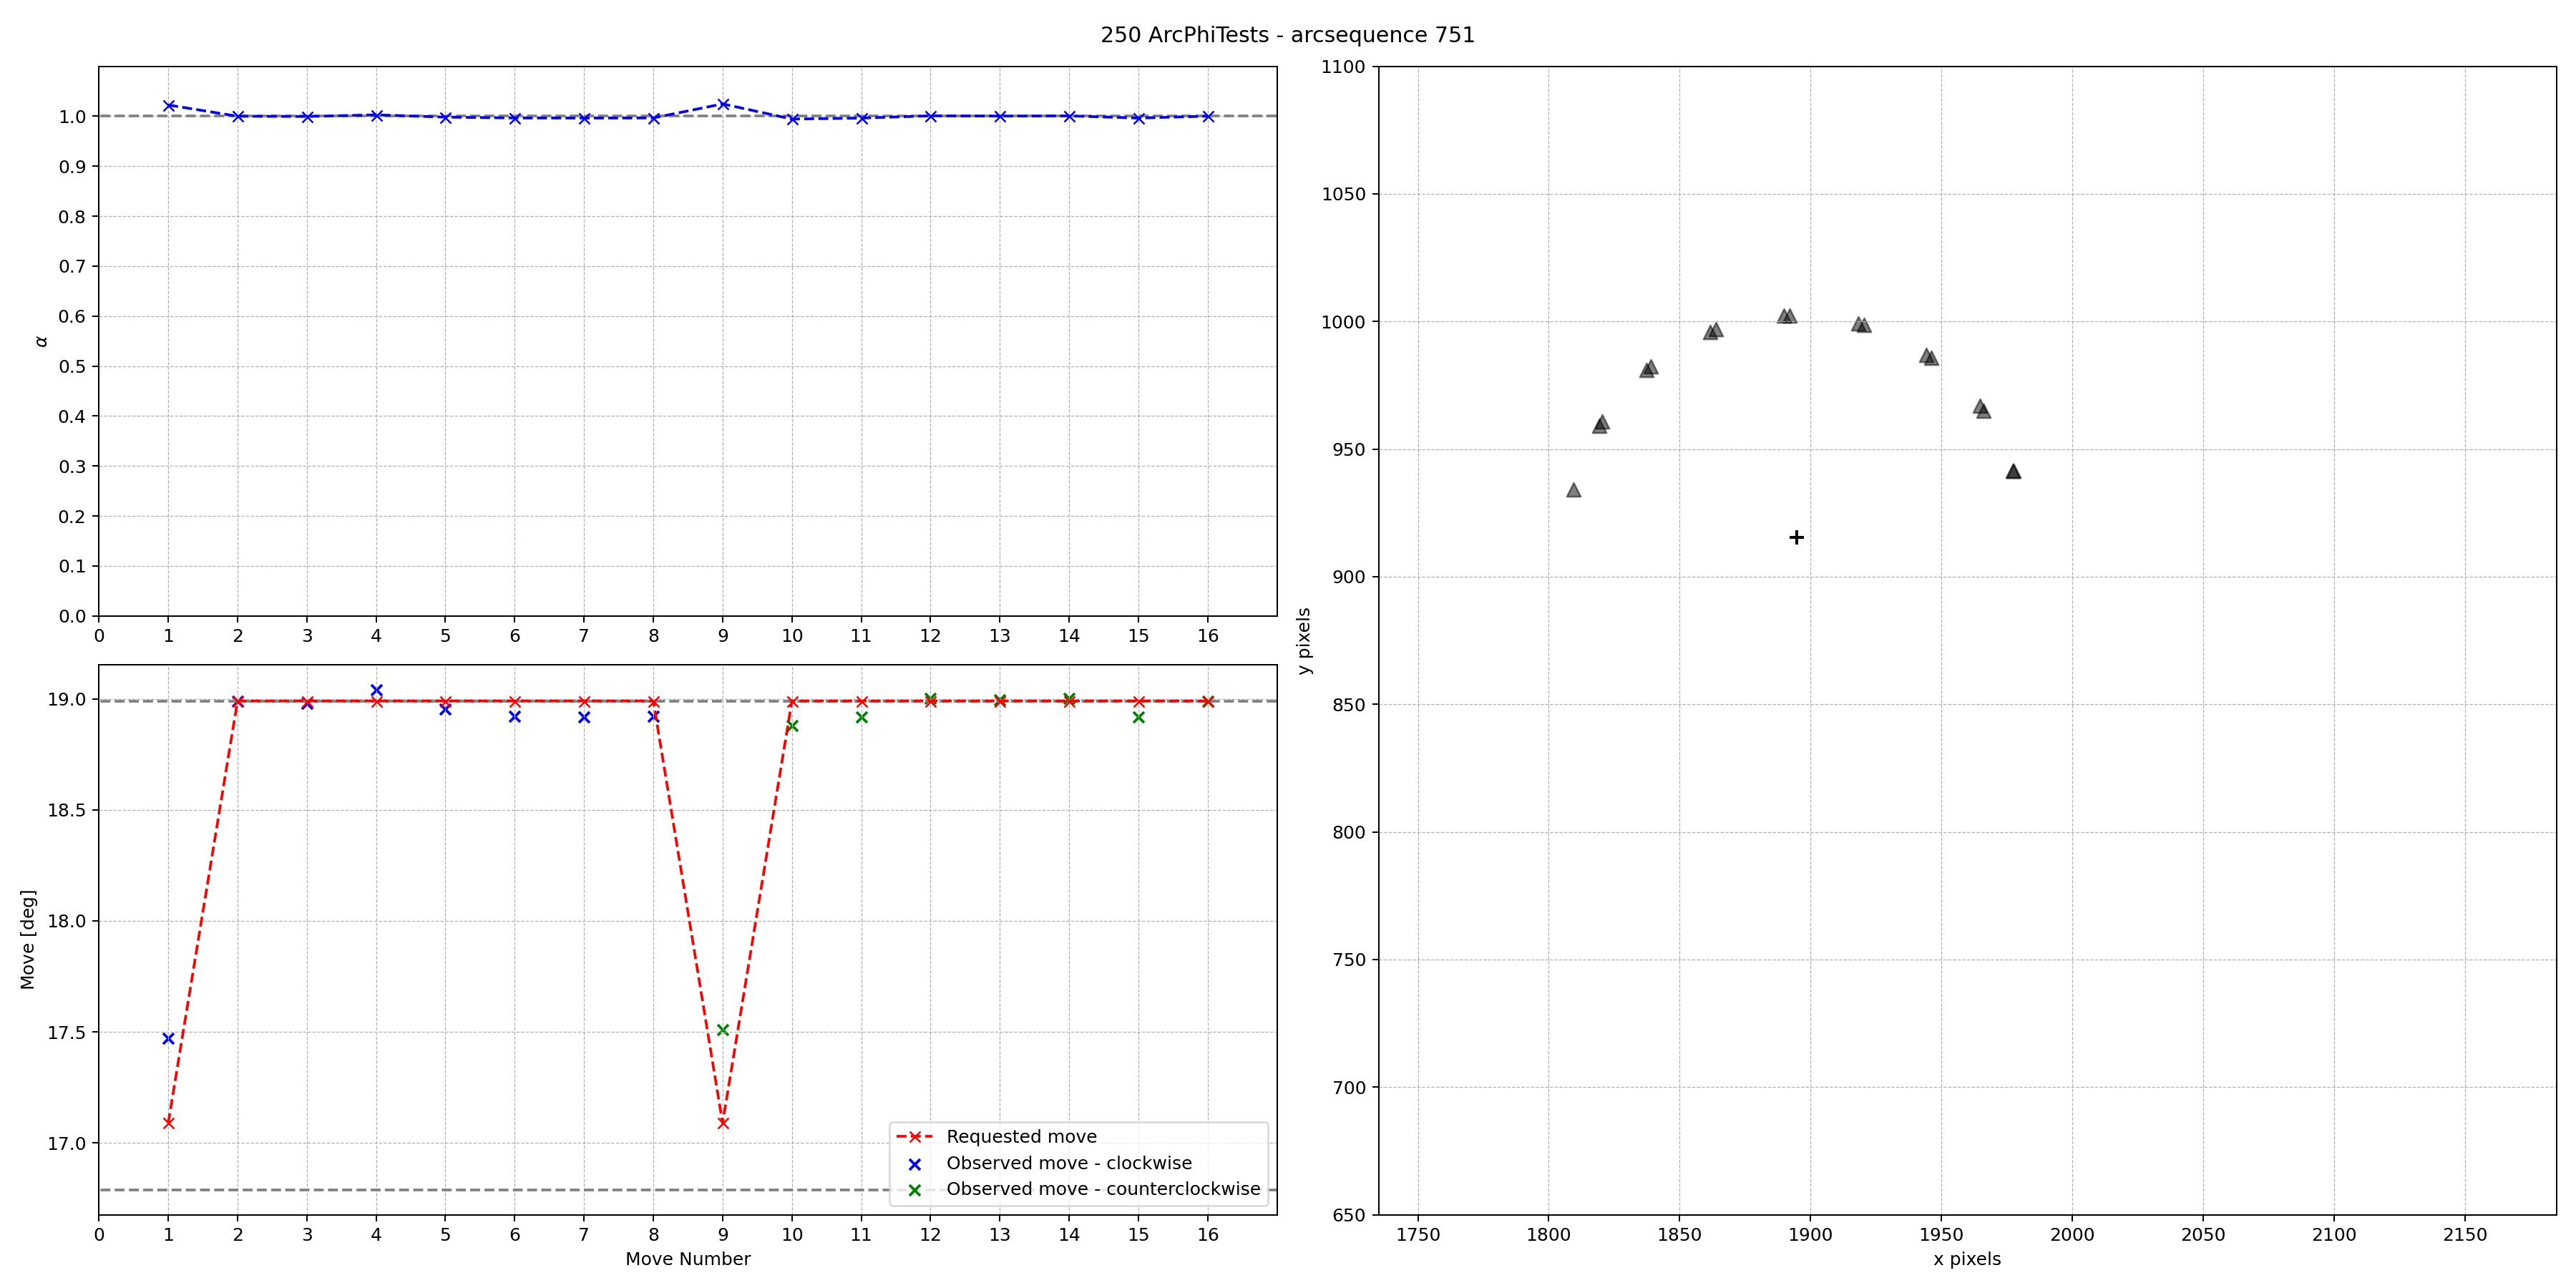 250 ArcPhiTests - arcsequence 751
1.0
0.9
0.8
0.7
0.6
0.5
0.4
0.3
0.2
0.1
0.0
α
0 1 2 3 4 5 6 7 8 9 10 11 12 13 14 15 16
19.0
18.5
18.0
17.5
17.0
Move [deg]
Requested move
Observed move - clockwise
Observed move - counterclockwise
0 1 2 3 4 5 6 7 8 9 10 11 12 13 14 15 16
Move Number
1100
1050
1000
950
900
850
800
750
700
650
y pixels
1750 1800 1850 1900 1950 2000 2050 2100 2150
x pixels